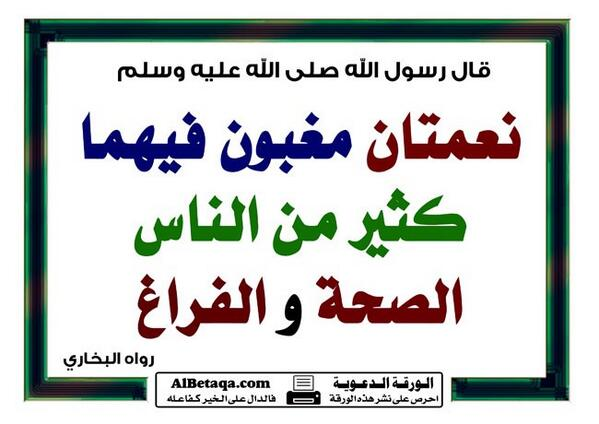 قال رسول الله صلى الله عليه وسلم
نعمتان مغبون فيهما
كثير من الناس
الصحة و الفراغ
رواه البخاري
الورقة الدعوية AlBetaqa.com
احرص على نشر هذه الورقة فالدال على الخير كفاعله